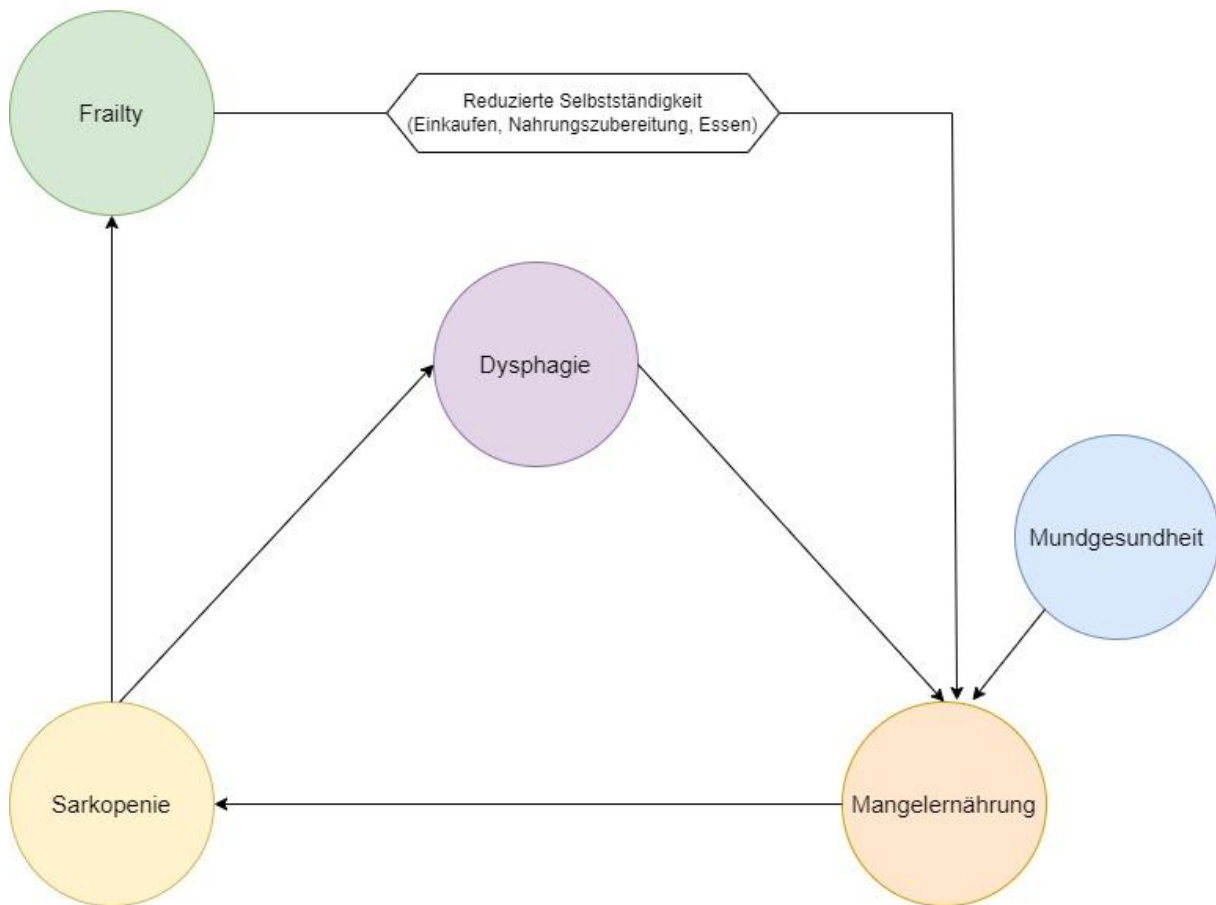 Frailty
Reduzierte Selbstständigkeit
(Einkaufen, Nahrungszubereitung, Essen)
Dysphagie
Mundgesundheit
Sarkopenie
Mangelernährung